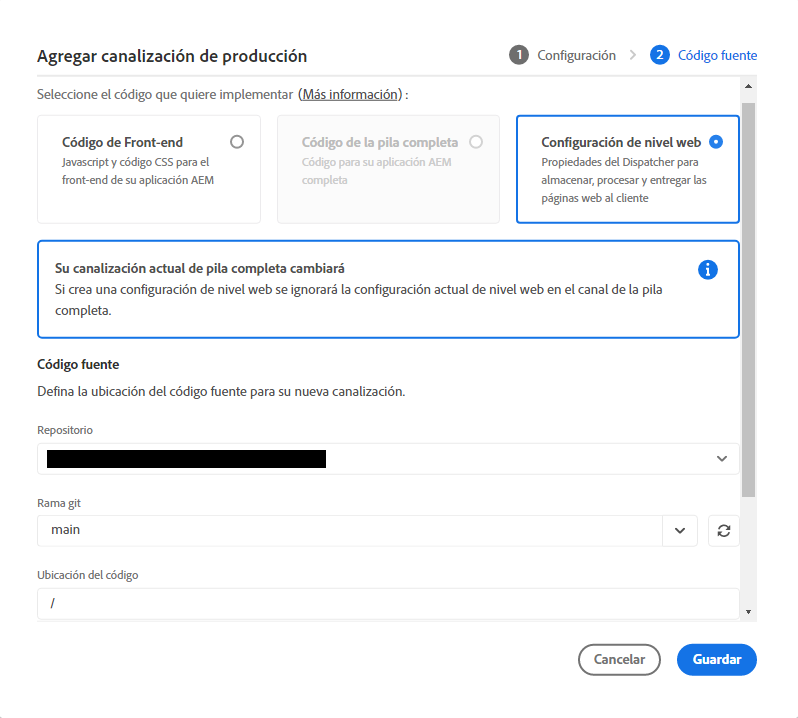 Agregar canalización de producción
1 Configuración > 2 Código fuente
Seleccione el código que quiere implementar (Más información) :
Código de Front-end
Javascript y código CSS para el
front-end de su aplicación AEM
Código de la pila completa
Código para su aplicación AEM
completa
Configuración de nivel web
Propiedades del Dispatcher para
almacenar, procesar y entregar las
páginas web al cliente
Su canalización actual de pila completa cambiará
Si crea una configuración de nivel web se ignorará la configuración actual de nivel web en el canal de la pila
completa.
Código fuente
Defina la ubicación del código fuente para su nueva canalización.
Repositorio
Rama git
main
Ubicación del código
/
Cancelar
Guardar